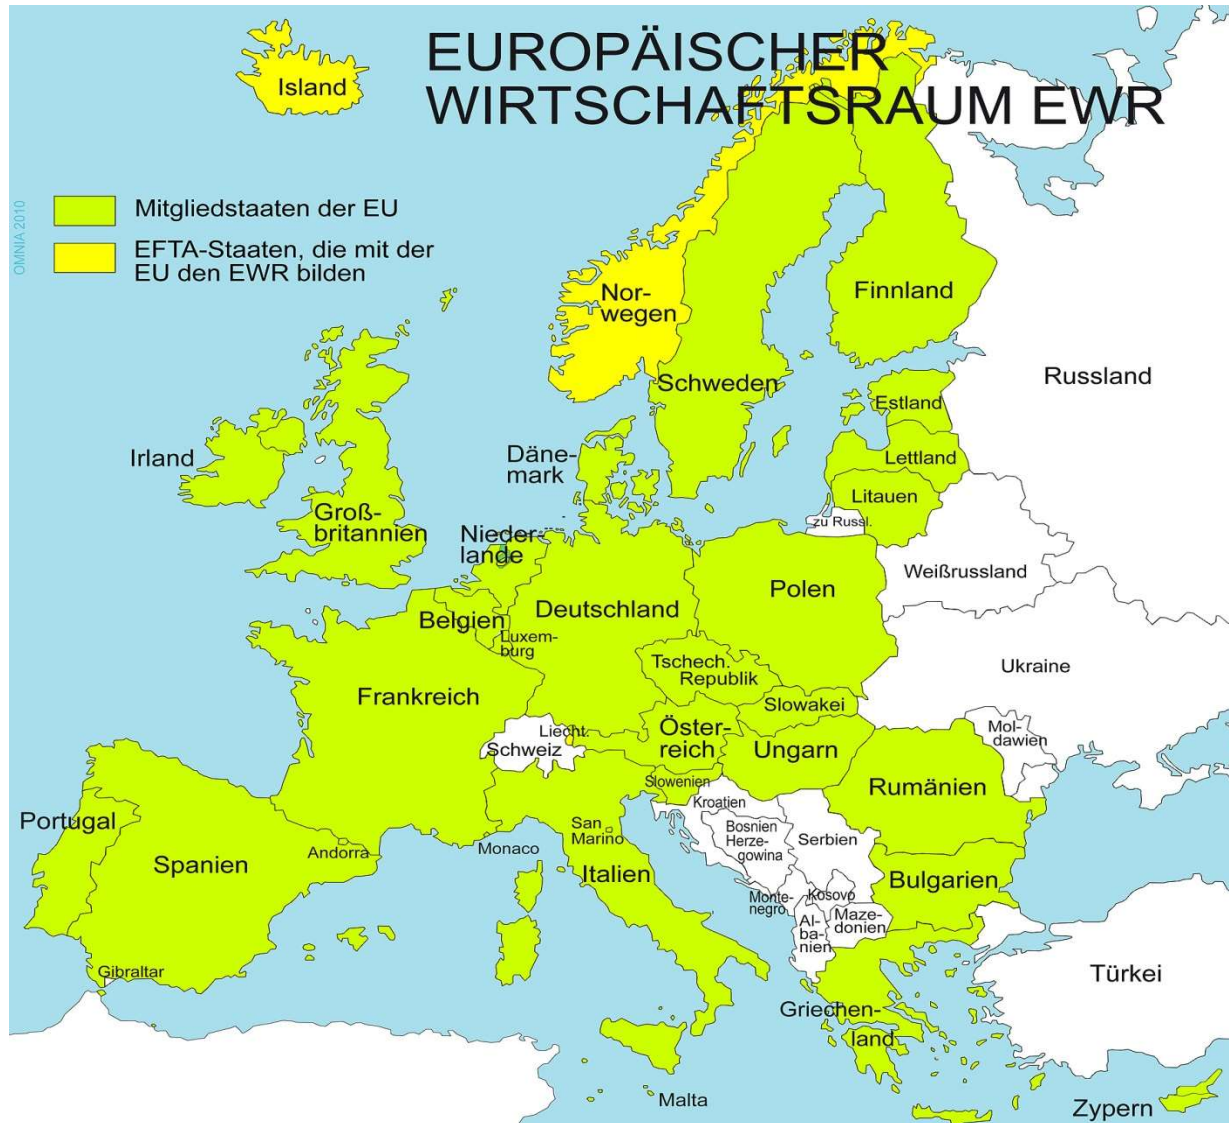 EUROPÄISCHER
WIRTSCHAFTSRAUM EWR
Island
Mitgliedstaaten der EU
EFTA-Staaten, die mit der
EU den EWR bilden
OMNIA 2010
Nor-
wegen
Finnland
Schweden
Russland
Estland
Lettland
Litauen
zu Russl.
Irland
Groß-
britannien
Däne-
mark
Nieder-
lande
Weißrussland
Polen
Deutschland
Belgien
Luxem-
burg
Tschech.
Republik
Ukraine
Frankreich
Slowakei
Liecht.
Schweiz
Öster-
reich
Ungarn
Mol-
dawien
Slowenien
Rumänien
Kroatien
Portugal
Spanien
Andorra
Monaco
San
Marino
Italien
Bosnien
Herze-
gowina
Serbien
Bulgarien
Monte-
negro
Kosovo
Al-
ba-
nien
Maze-
donien
Gibraltar
Türkei
Griechen-
land
Malta
Zypern